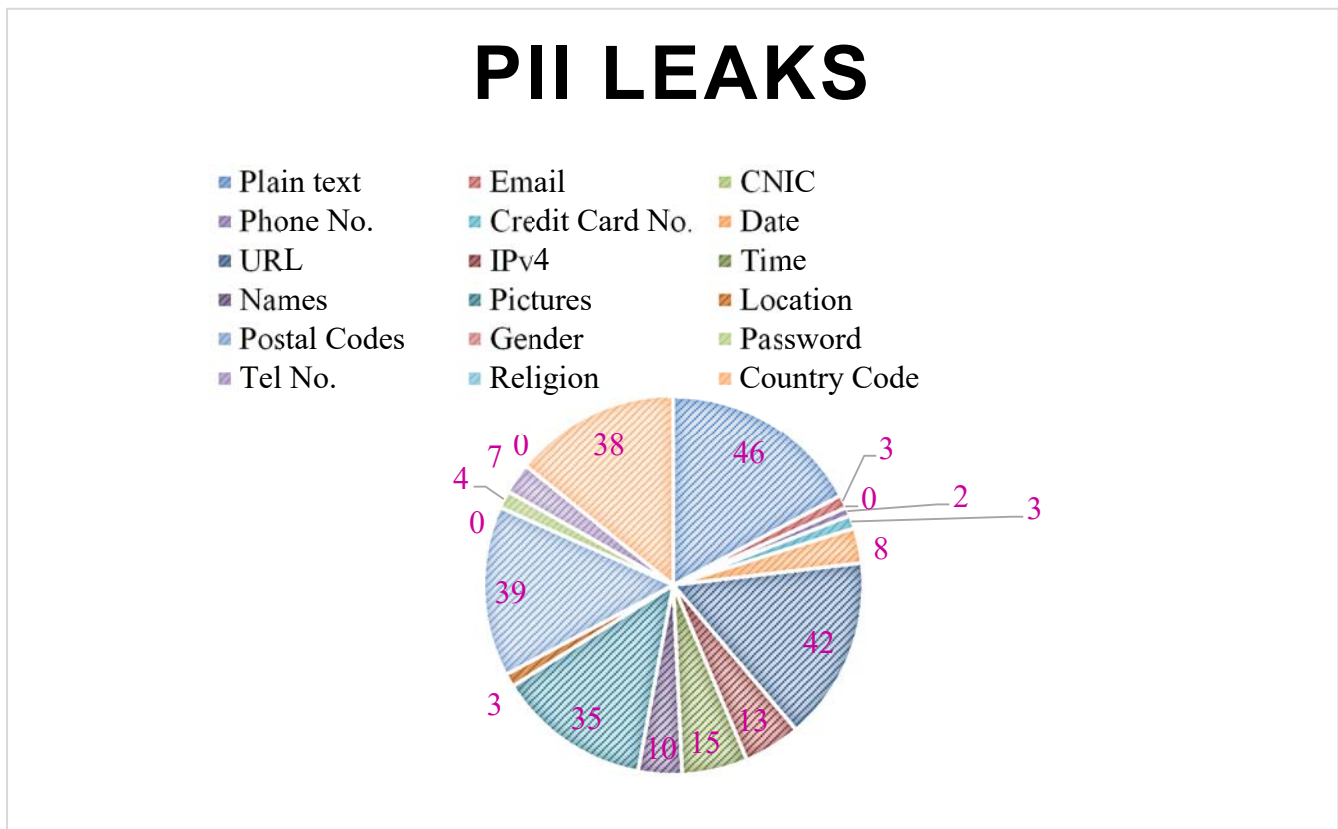 PII LEAKS
Plain text Email CNIC
Phone No. Credit Card No. Date
URL IPv4 Time
Names Pictures Location
Postal Codes Gender Password
Tel No. Religion Country Code
46
3
0
2
3
8
42
13
15
10
35
3
39
0
4
7
0
38